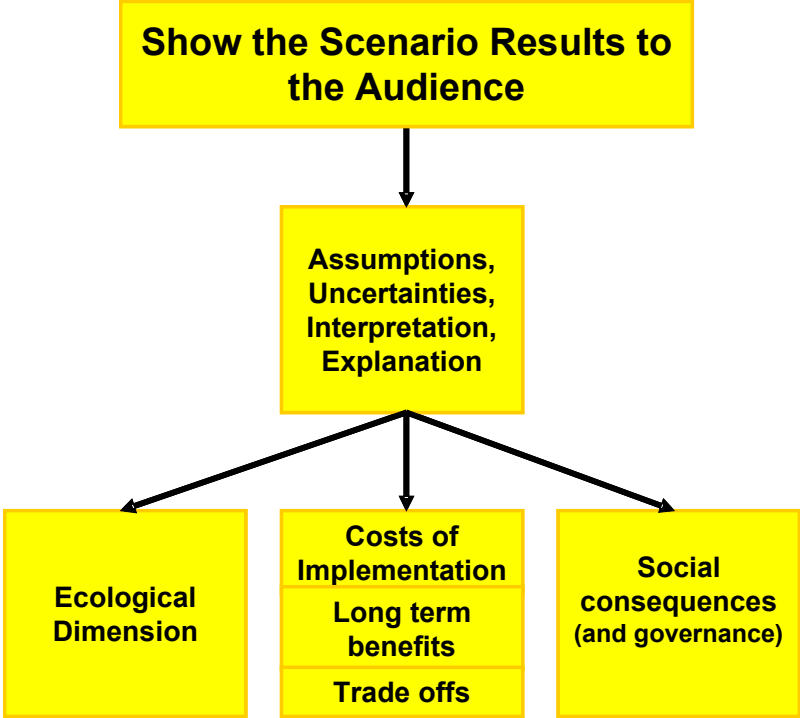 Show the Scenario Results to
the Audience
Assumptions,
Uncertainties,
Interpretation,
Explanation
Ecological
Dimension
Costs of
Implementation
Long term
benefits
Trade offs
Social
consequences
(and governance)